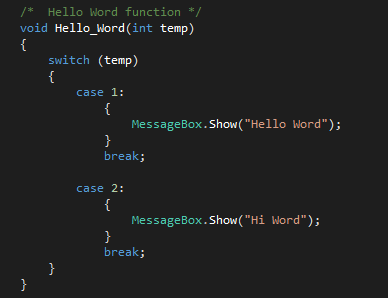 /*  Hello Word function */
void Hello_Word(int temp)
{
    switch (temp)
    {
        case 1:
            {
                MessageBox.Show("Hello Word");
            }
            break;

        case 2:
            {
                MessageBox.Show("Hi Word");
            }
            break;
    }
}